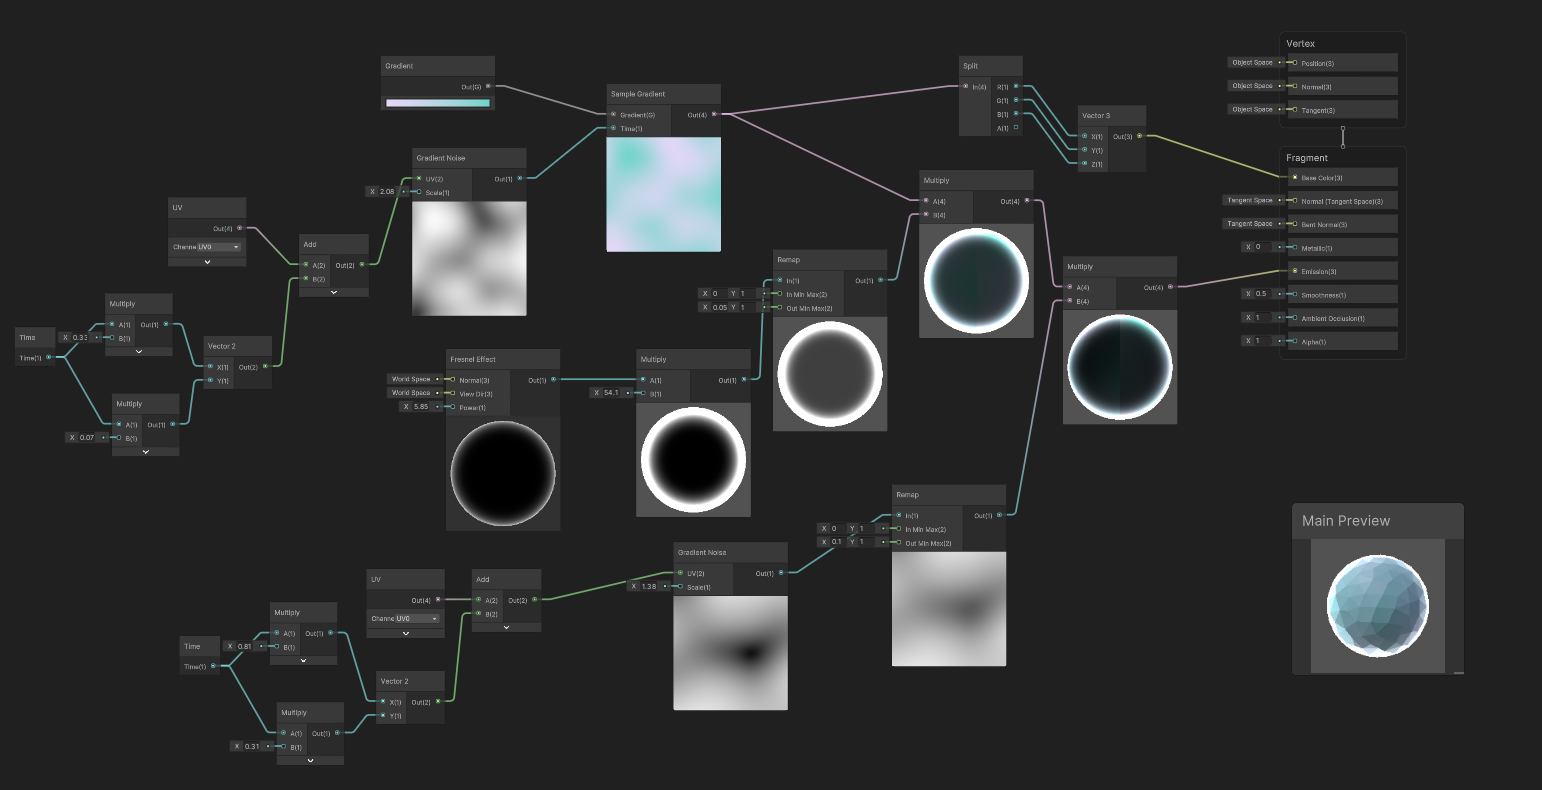 Gradient
Out(G)
Sample Gradient
Gradient(G)
Out(4)
Time(1)
Split
In(4)
R(1)
G(1)
B(1)
A(1)
Vector 3
X(1)
Out(3)
Y(1)
Z(1)
Vertex
Object Space
Position(3)
Object Space
Normal(3)
Object Space
Tangent(3)
Fragment
Base Color(3)
Tangent Space
Normal (Tangent Space)(3)
Tangent Space
Bent Normal(3)
X 0
Metallic(1)
Emission(3)
X 0.5
Smoothness(1)
X 1
Ambient Occlusion(1)
X 1
Alpha(1)
Gradient Noise
UV(2)
Out(1)
X 2.08
Scale(1)
UV
Out(4)
Channe UV0
Add
A(2)
Out(2)
B(2)
Multiply
A(1)
Out(1)
X 0.33
B(1)
Time
Time(1)
Vector 2
X(1)
Out(2)
Y(1)
Multiply
A(1)
Out(1)
X 0.07
B(1)
Fresnel Effect
World Space
Normal(3)
Out(1)
World Space
View Dir(3)
X 5.85
Power(1)
Multiply
A(1)
Out(1)
X 54.1
B(1)
Remap
In(1)
Out(1)
X 0 Y 1
In Min Max(2)
X 0.05 Y 1
Out Min Max(2)
Multiply
A(4)
Out(4)
B(4)
Multiply
A(4)
Out(4)
B(4)
Remap
In(1)
Out(1)
X 0 Y 1
In Min Max(2)
X 0.1 Y 1
Out Min Max(2)
Gradient Noise
UV(2)
Out(1)
X 1.38
Scale(1)
UV
Out(4)
Channe UV0
Add
A(2)
Out(2)
B(2)
Multiply
A(1)
Out(1)
X 0.81
B(1)
Time
Time(1)
Vector 2
X(1)
Out(2)
Y(1)
Multiply
A(1)
Out(1)
X 0.31
B(1)
Main Preview